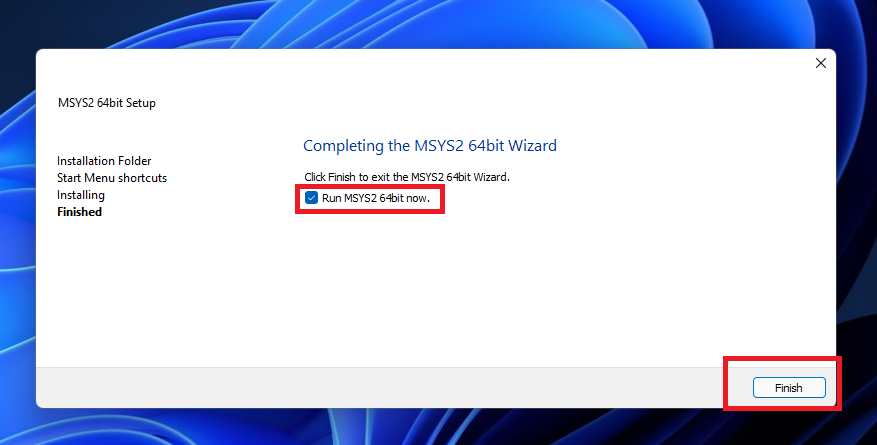 MSYS2 64bit Setup
Installation Folder
Start Menu shortcuts
Installing
Finished
Completing the MSYS2 64bit Wizard
Click Finish to exit the MSYS2 64bit Wizard.
Run MSYS2 64bit now.
Finish